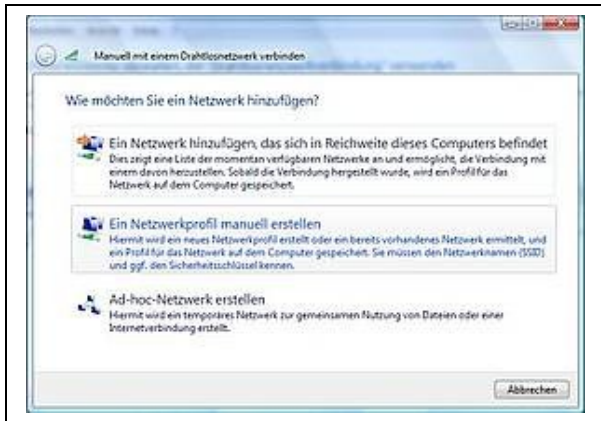 Manuell mit einem Drahtlosnetzwerk verbinden
Wie möchten Sie ein Netzwerk hinzufügen?
Ein Netzwerk hinzufügen, das sich in Reichweite dieses Computers befindet
Dies zeigt eine Liste der momentan verfügbaren Netzwerke an und ermöglicht, die Verbindung mit
einem davon herzustellen. Sobald die Verbindung hergestellt wurde, wird ein Profil für das
Netzwerk auf dem Computer gespeichert.
Ein Netzwerkprofil manuell erstellen
Hiermit wird ein neues Netzwerkprofil erstellt oder ein bereits vorhandenes Netzwerk ermittelt, und
ein Profil für das Netzwerk auf dem Computer gespeichert. Sie müssen den Netzwerknamen (SSID)
und ggf. den Sicherheitsschlüssel kennen.
Ad-hoc-Netzwerk erstellen
Hiermit wird ein temporäres Netzwerk zur gemeinsamen Nutzung von Dateien oder einer
Internetverbindung erstellt.
Abbrechen